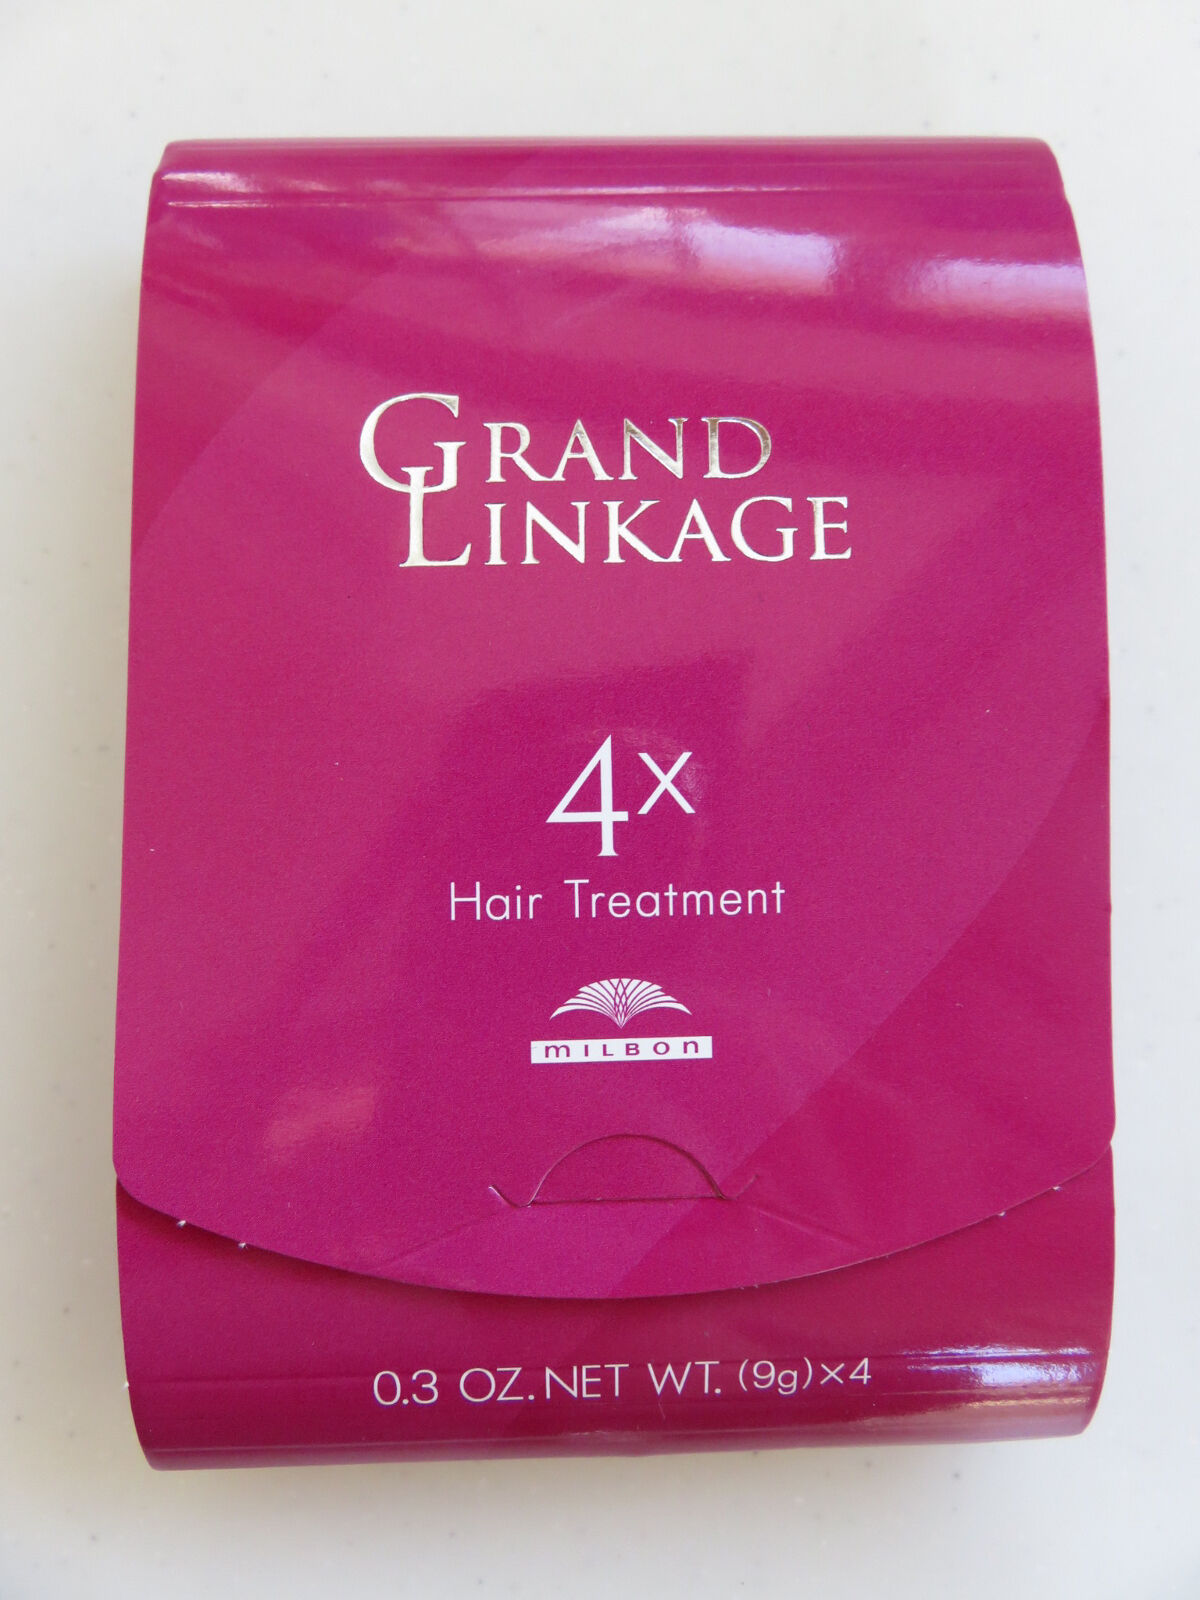 GRAND
LINKAGE
4x
Hair Treatment
MILBON
0.3 OZ. NET WT. (9g)×4